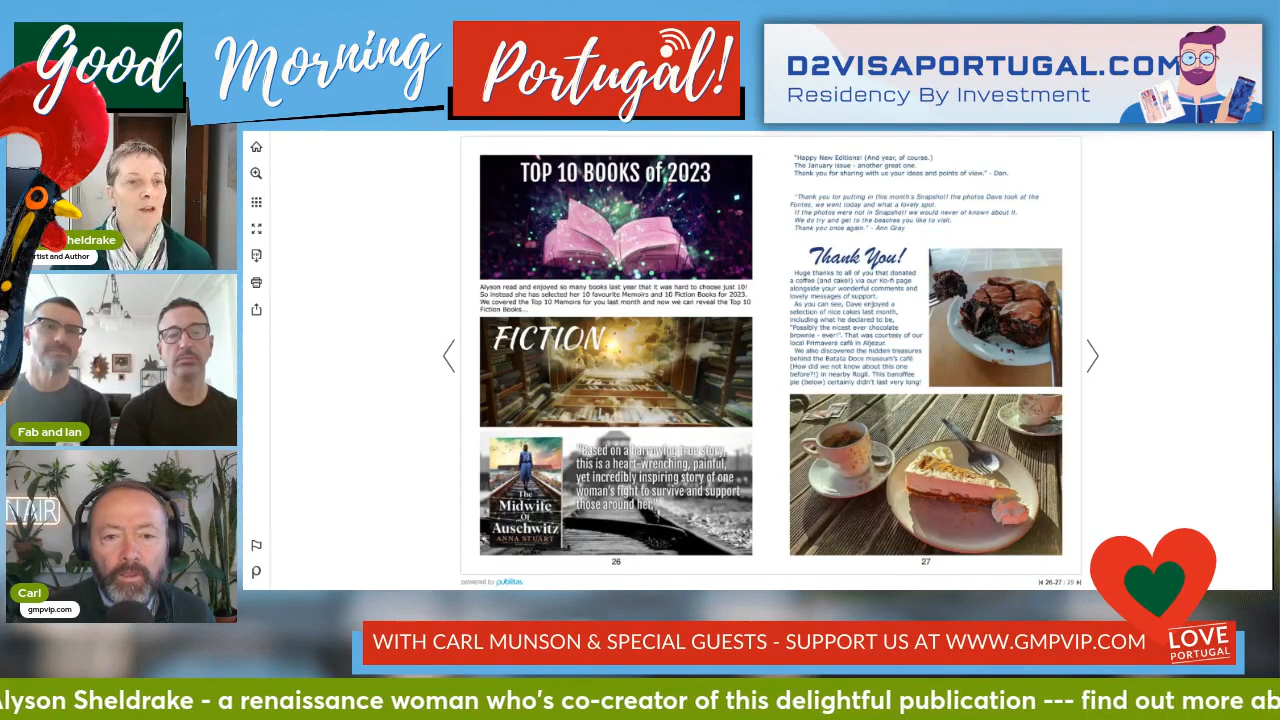 Good Morning Portugal!
D2VISAPORTUGAL.COM
Residency By Investment
heldrake
rtist and Author
Fab and Ian
NAIR
Carl
gmpvip.com
TOP 10 BOOKS of 2023
Alyson read and enjoyed so many books last year that it was hard to choose just 10!
So instead she has selected her 10 favourite Memoirs and 10 Fiction Books for 2023.
We covered the Top 10 Memoirs for you last month and now we can reveal the Top 10
Fiction Books...
FICTION
The
Midwife
Of
Auschwitz
ANNA STUART
"Based on a harrowing true story,
this is a heart-wrenching, painful,
yet incredibly inspiring story of one
woman's fight to survive and support
those around her."
26
"Happy New Editions! (And year, of course.)
The January issue - another great one.
Thank you for sharing with us your ideas and points of view." - Dan.
"Thank you for putting in this month's Snapshot! the photos Dave took at the
Fontes, we went today and what a lovely spot.
If the photos were not in Snapshot! we would never of known about it.
We do try and get to the beaches you like to visit.
Thank you once again." - Ann Gray
Thank You!
Huge thanks to all of you that donated
a coffee (and cake!) via our Ko-fi page
alongside your wonderful comments and
lovely messages of support.
As you can see, Dave enjoyed a
selection of nice cakes last month,
including what he declared to be,
"Possibly the nicest ever chocolate
brownie - ever!". That was courtesy of our
local Primavera café in Aljezur.
We also discovered the hidden treasures
behind the Batata Doce museum's café
(How did we not know about this one
before?!) in nearby Rogil. This banoffee
pie (below) certainly didn't last very long!
27
powered by publitas
26-27 / 29
WITH CARL MUNSON & SPECIAL GUESTS - SUPPORT US AT WWW.GMPVIP.COM
LOVE
PORTUGAL
Alyson Sheldrake - a renaissance woman who's co-creator of this delightful publication --- find out more ab